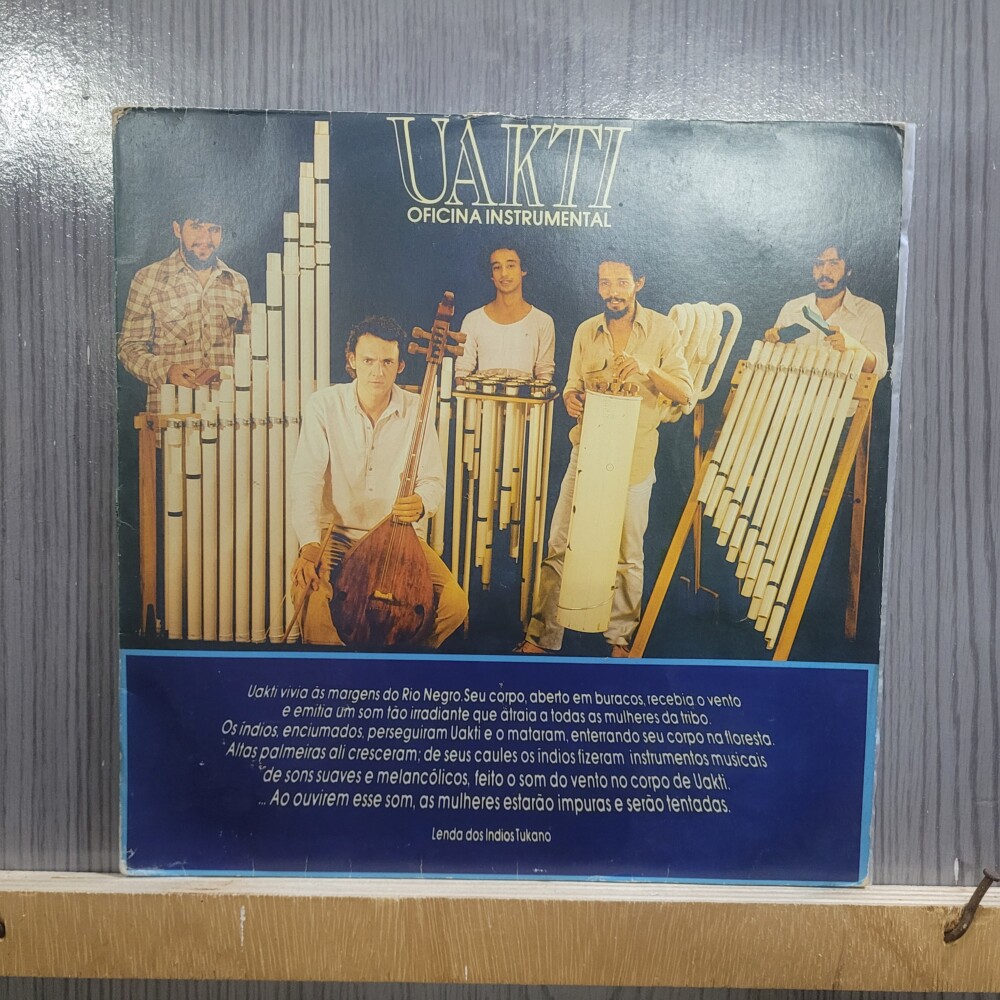 UAKTI
OFICINA INSTRUMENTAL
Uakti vivia às margens do Rio Negro. Seu corpo, aberto em buracos, recebia o vento
e emitia um som tão irradiante que atraia a todas as mulheres da tribo.
Os índios, enciumados, perseguiram Uakti e o mataram, enterrando seu corpo na floresta.
Altas palmeiras ali cresceram; de seus caules os indios fizeram instrumentos musicais
de sons suaves e melancólicos, feito o som do vento no corpo de Uakti.
... Ao ouvirem esse som, as mulheres estarão impuras e serão tentadas.
Lenda dos Indios Tukano